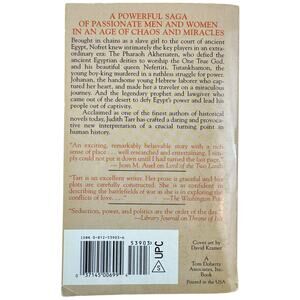 A POWERFUL SAGA
OF PASSIONATE MEN AND WOMEN
IN AN AGE OF CHAOS AND MIRACLES
Brought in chains as a slave girl to the court of ancient
Egypt, Nofret knew intimately the key players in an extra-
ordinary era: The Pharaoh Akhenaten, who defied the
ancient Egyptian deities to worship the One True God,
and his beautiful queen Nefertiti. Tutankhamon, the
young boy-king murdered in a ruthless struggle for power.
Johanan, the handsome young Hebrew laborer who cap-
tured her heart, and made her a traveler on a miraculous
journey. And the legendary prophet and lawgiver who
came out of the desert to defy Egypt's power and lead his
people out of captivity.
Acclaimed as one of the finest authors of historical
novels today, Judith Tarr has crafted a daring and provoca-
tive new interpretation of a crucial turning point in
human history.
"An exciting, remarkably believable story with a rich
sense of place... well researched and entertaining. I sim-
ply could not put it down until I had turned the last page."
—Jean M. Auel on Lord of the Two Lands
"Tarr is an excellent writer. Her prose is graceful and her
plots are carefully constructed. She is as confident in
describing the battlefields of war as she is in exploring the
conflicts of love...." —The Washington Post
"Seduction, power, and politics are the order of the day."
—Library Journal on Throne of Isis
ISBN 0-812-53903-6
53903
0 37145 00699
UPC
Cover art by
David Kramer
A
Tom Doherty
Associates, Inc.
Book
Printed in the USA